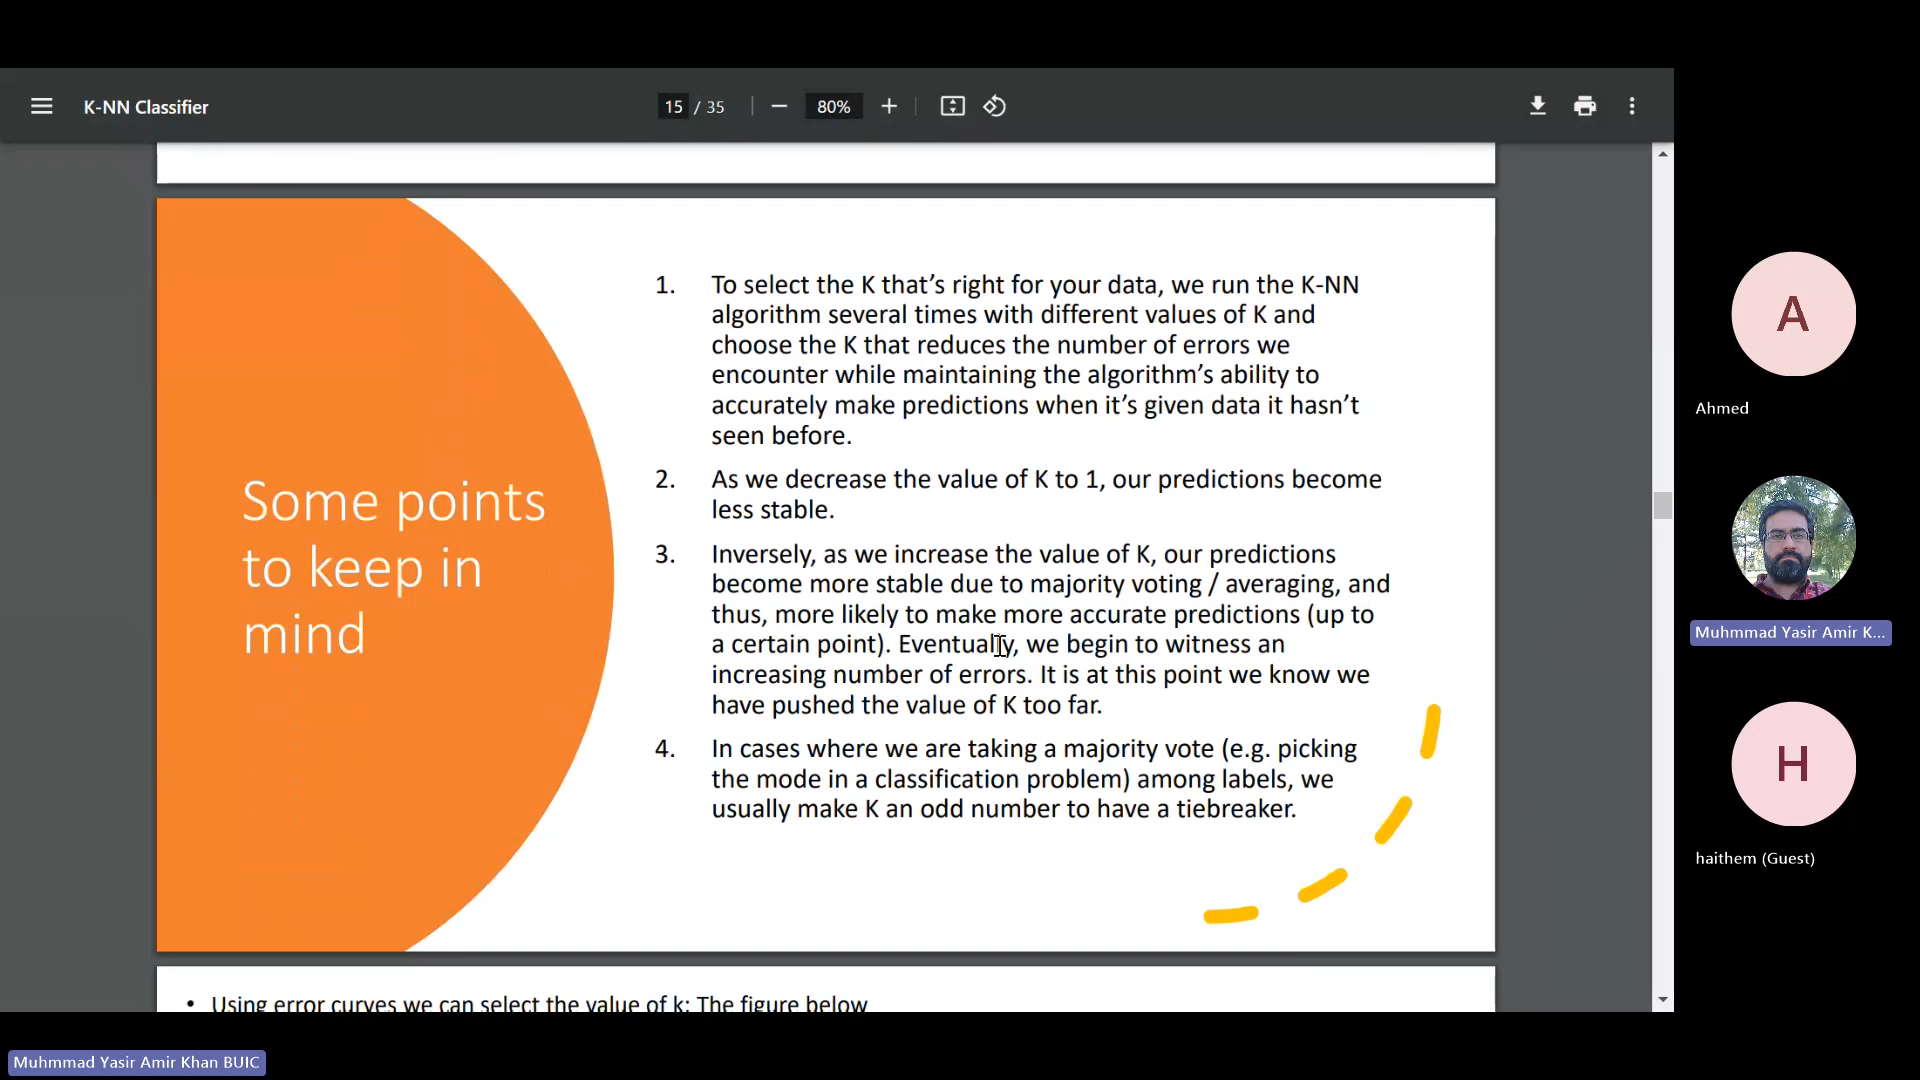 K-NN Classifier
15 / 35
80%
Some points
to keep in
mind
1. To select the K that’s right for your data, we run the K-NN
algorithm several times with different values of K and
choose the K that reduces the number of errors we
encounter while maintaining the algorithm’s ability to
accurately make predictions when it’s given data it hasn’t
seen before.
2. As we decrease the value of K to 1, our predictions become
less stable.
3. Inversely, as we increase the value of K, our predictions
become more stable due to majority voting / averaging, and
thus, more likely to make more accurate predictions (up to
a certain point). Eventually, we begin to witness an
increasing number of errors. It is at this point we know we
have pushed the value of K too far.
4. In cases where we are taking a majority vote (e.g. picking
the mode in a classification problem) among labels, we
usually make K an odd number to have a tiebreaker.
• Using error curves we can select the value of k: The figure below
A
Ahmed
Muhmmad Yasir Amir K...
H
haithem (Guest)
Muhmmad Yasir Amir Khan BUIC